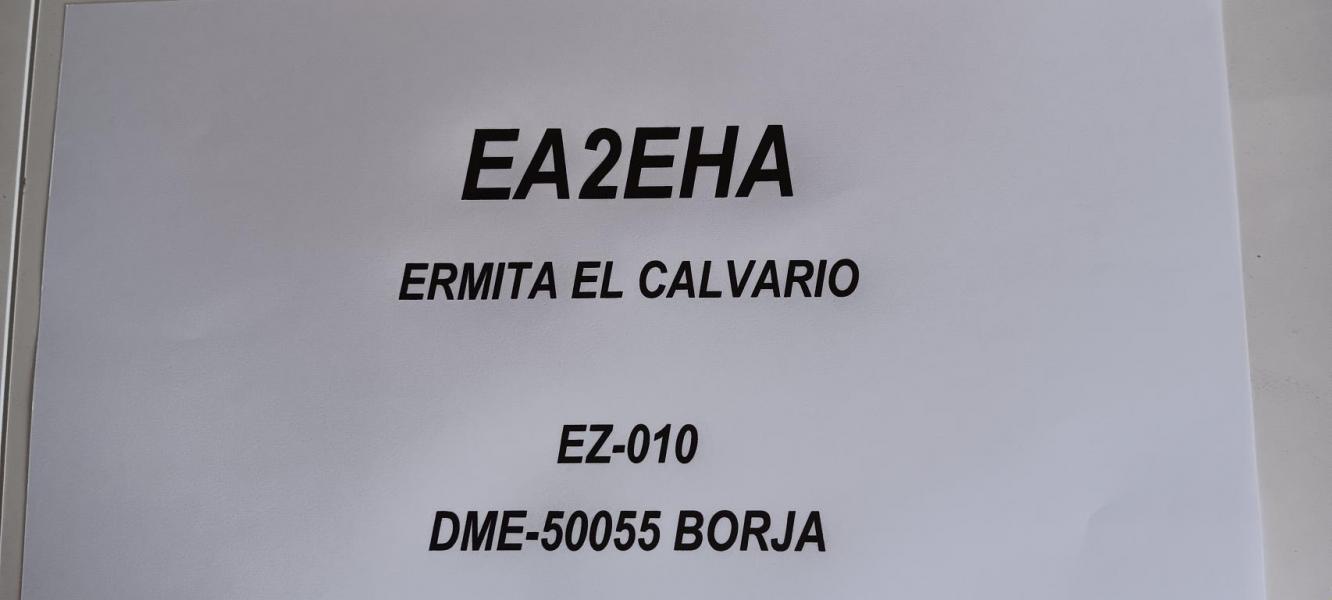 EA2EHA
ERMITA EL CALVARIO
EZ-010
DME-50055 BORJA